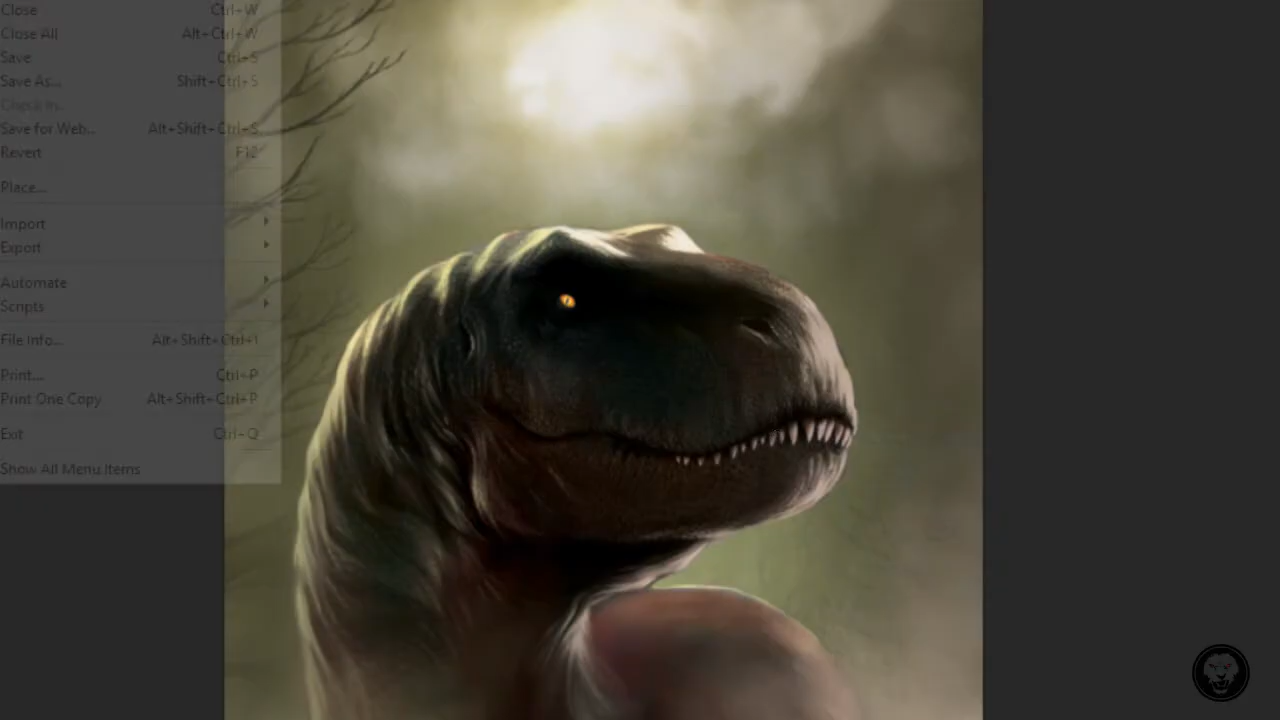 Close Ctrl+W
Close All Alt+Ctrl+W
Save Ctrl+S
Save As... Shift+Ctrl+S
Check In...
Save for Web... Alt+Shift+Ctrl+S
Revert F12
Place...
Import
Export
Automate
Scripts
File Info... Alt+Shift+Ctrl+I
Print... Ctrl+P
Print One Copy Alt+Shift+Ctrl+P
Exit Ctrl+Q
Show All Menu Items